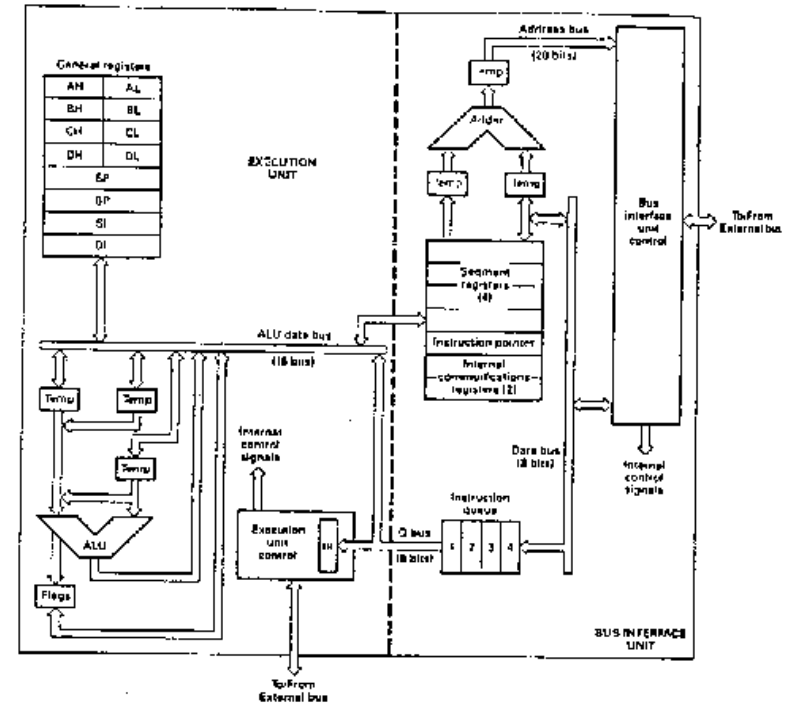 General registers
AH AL
BH BL
CH CL
DH DL
SP
BP
SI
DI
EXECUTION
UNIT
ALU data bus
(16 bits)
Temp
Temp
Temp
ALU
Flags
Internal
control
signals
Execution
unit
control
IR
To/From
External bus
Address bus
(20 bits)
Temp
Adder
Temp
Temp
Segment
registers
(4)
Instruction pointer
Internal
communications
registers (2)
Bus
interface
unit
control
To/From
External bus
Internal
control
signals
Data bus
(8 bits)
Instruction
queue
1 2 3 4
Q bus
(8 bits)
BUS INTERFACE
UNIT